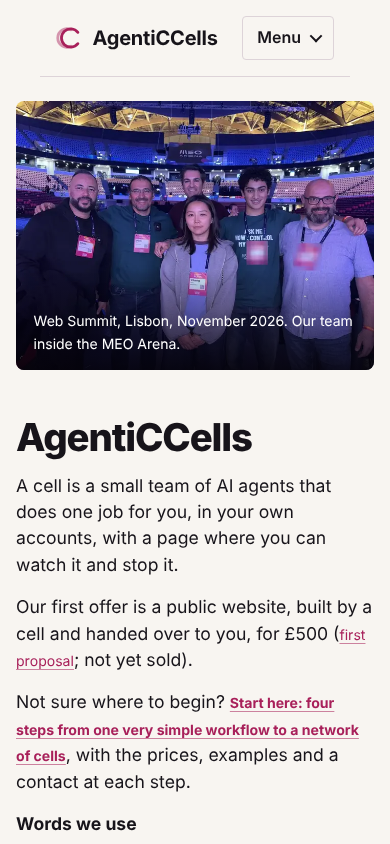 AgentiCCells
Menu
MEO
Web Summit, Lisbon, November 2026. Our team
inside the MEO Arena.
AgentiCCells
A cell is a small team of AI agents that
does one job for you, in your own
accounts, with a page where you can
watch it and stop it.
Our first offer is a public website, built by a
cell and handed over to you, for £500 (first
proposal; not yet sold).
Not sure where to begin? Start here: four
steps from one very simple workflow to a network
of cells, with the prices, examples and a
contact at each step.
Words we use